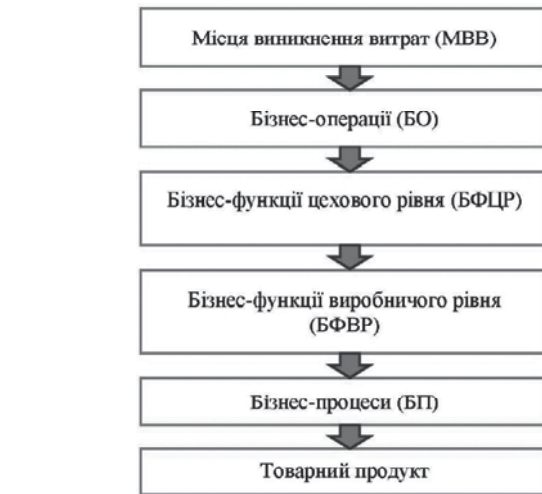 Місця виникнення витрат (МВВ)
Бізнес-операції (БО)
Бізнес-функції цехового рівня (БФЦР)
Бізнес-функції виробничого рівня
(БФВР)
Бізнес-процеси (БП)
Товарний продукт